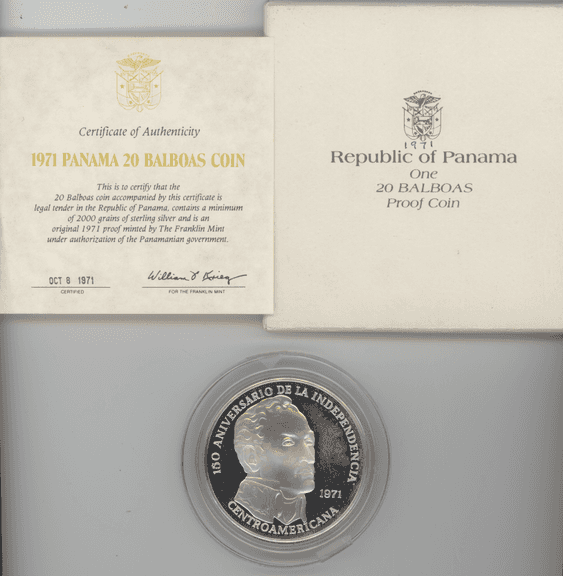 Certificate of Authenticity
1971 PANAMA 20 BALBOAS COIN
This is to certify that the
20 Balboas coin accompanied by this certificate is
legal tender in the Republic of Panama, contains a minimum
of 2000 grains of sterling silver and is an
original 1971 proof minted by The Franklin Mint
under authorization of the Panamanian government.
OCT 8 1971
CERTIFIED
FOR THE FRANKLIN MINT
1971
Republic of Panama
One
20 BALBOAS
Proof Coin
150 ANIVERSARIO DE LA INDEPENDENCIA
1971
CENTROAMERICANA